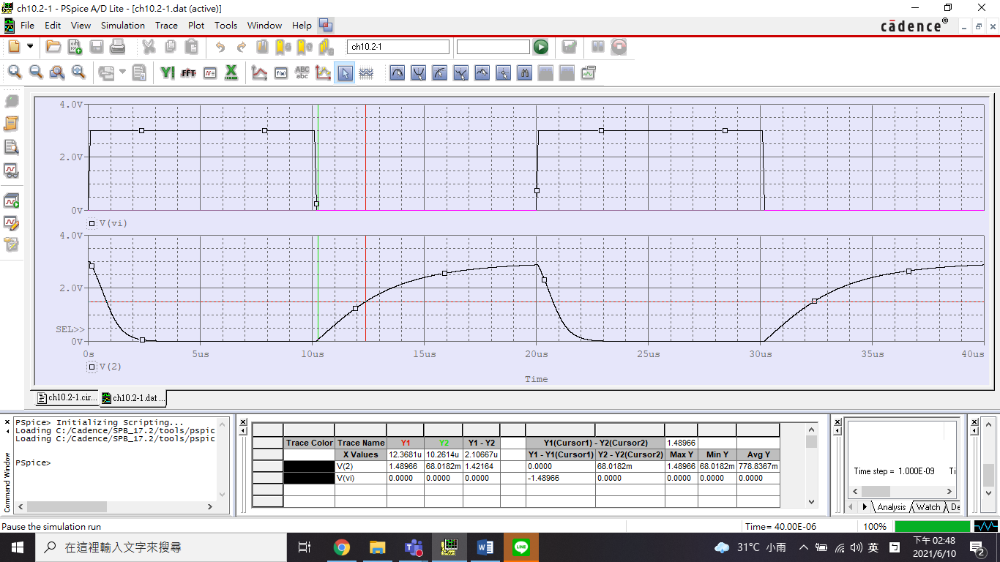 ch10.2-1 - PSpice A/D Lite - [ch10.2-1.dat (active)]
File Edit View Simulation Trace Plot Tools Window Help
cādence®
ch10.2-1
FFT
ABC
abc
4.0V
2.0V
0V
V(vi)
4.0V
2.0V
SEL>>
0V
0s 5us 10us 15us 20us 25us 30us 35us 40us
V(2)
Time
ch10.2-1.cir... ch10.2-1.dat ...
Command Window
PSpice> Initializing Scripting...
Loading C:/Cadence/SPB_17.2/tools/pspic
Loading C:/Cadence/SPB_17.2/tools/pspic
PSpice>
Trace Color Trace Name Y1 Y2 Y1 - Y2 Y1(Cursor1) - Y2(Cursor2) 1.48966
X Values 12.3681u 10.2614u 2.10667u Y1 - Y1(Cursor1) Y2 - Y2(Cursor2) Max Y Min Y Avg Y
V(2) 1.48966 68.0182m 1.42164 0.0000 68.0182m 1.48966 68.0182m 778.8367m
V(vi) 0.0000 0.0000 0.0000 -1.48966 0.0000 0.0000 0.0000 0.0000
Time step = 1.000E-09 Ti
Analysis Watch De
Pause the simulation run
Time= 40.00E-06 100%
在這裡輸入文字來搜尋
31°C 小雨
英
下午 02:48
2021/6/10
2